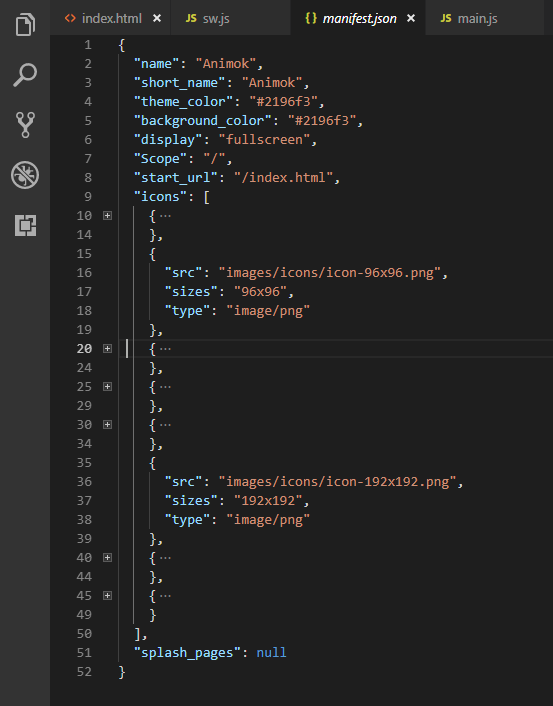 index.html
sw.js
manifest.json
main.js
1 {
2 "name": "Animok",
3 "short_name": "Animok",
4 "theme_color": "#2196f3",
5 "background_color": "#2196f3",
6 "display": "fullscreen",
7 "Scope": "/",
8 "start_url": "/index.html",
9 "icons": [
10 { ...
14 },
15 {
16 "src": "images/icons/icon-96x96.png",
17 "sizes": "96x96",
18 "type": "image/png"
19 },
20 { ...
24 },
25 { ...
29 },
30 { ...
34 },
35 {
36 "src": "images/icons/icon-192x192.png",
37 "sizes": "192x192",
38 "type": "image/png"
39 },
40 { ...
44 },
45 { ...
49 }
50 ],
51 "splash_pages": null
52 }